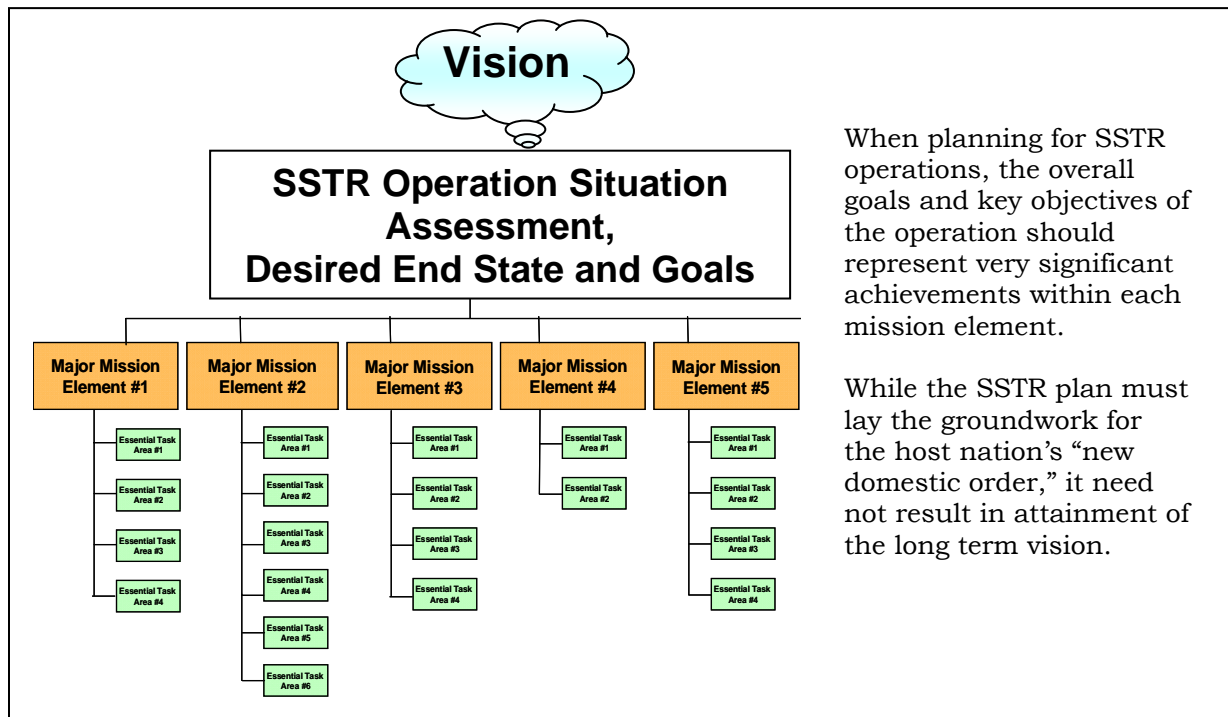 Vision
SSTR Operation Situation
Assessment,
Desired End State and Goals
Major Mission
Element #1
Essential Task
Area #1
Essential Task
Area #2
Essential Task
Area #3
Essential Task
Area #4
Major Mission
Element #2
Essential Task
Area #1
Essential Task
Area #2
Essential Task
Area #3
Essential Task
Area #4
Essential Task
Area #5
Essential Task
Area #6
Major Mission
Element #3
Essential Task
Area #1
Essential Task
Area #2
Essential Task
Area #3
Essential Task
Area #4
Major Mission
Element #4
Essential Task
Area #1
Essential Task
Area #2
Major Mission
Element #5
Essential Task
Area #1
Essential Task
Area #2
Essential Task
Area #3
Essential Task
Area #4
When planning for SSTR
operations, the overall
goals and key objectives of
the operation should
represent very significant
achievements within each
mission element.
While the SSTR plan must
lay the groundwork for
the host nation’s “new
domestic order,” it need
not result in attainment of
the long term vision.